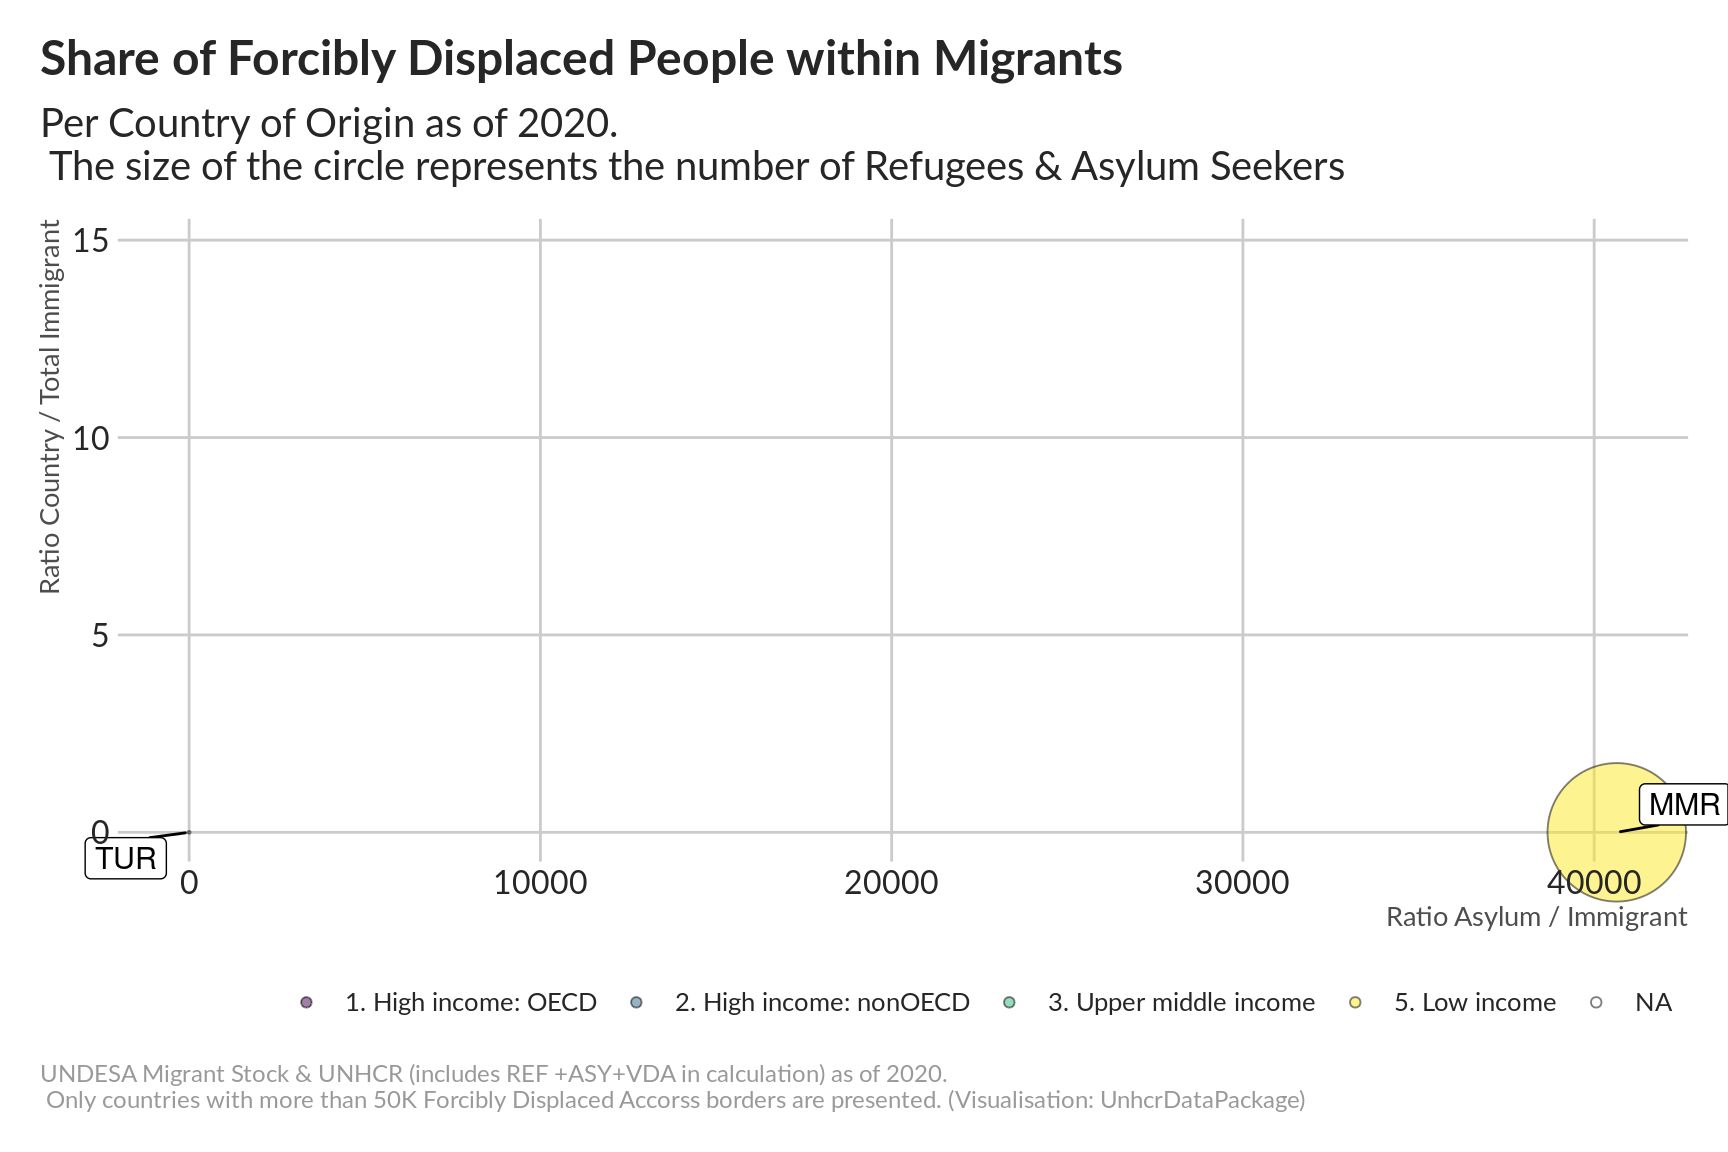 Share of Forcibly Displaced People within Migrants
Per Country of Origin as of 2020.
The size of the circle represents the number of Refugees & Asylum Seekers
Ratio Country / Total Immigrant
15
10
5
0
TUR
MMR
0
10000
20000
30000
40000
Ratio Asylum / Immigrant
1. High income: OECD
2. High income: nonOECD
3. Upper middle income
5. Low income
NA
UNDESA Migrant Stock & UNHCR (includes REF +ASY+VDA in calculation) as of 2020.
Only countries with more than 50K Forcibly Displaced Accorss borders are presented. (Visualisation: UnhcrDataPackage)